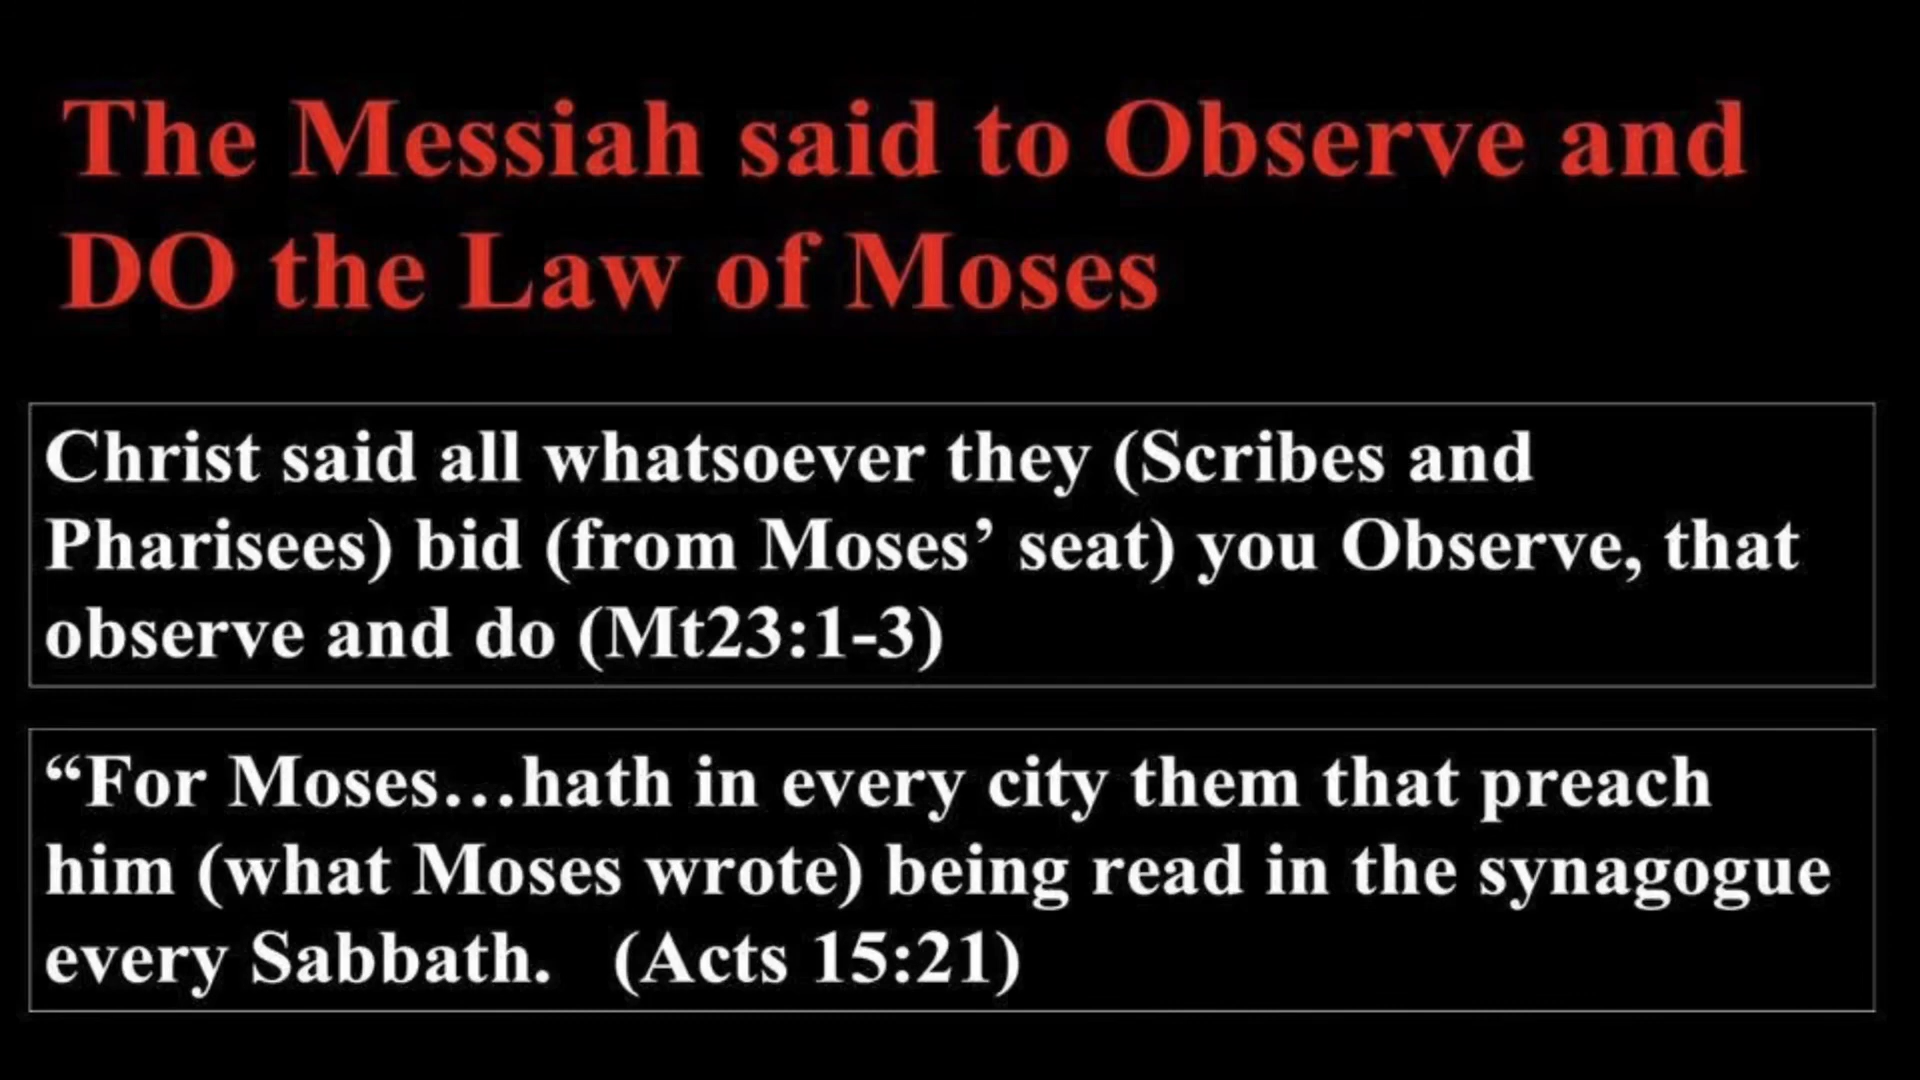 The Messiah said to Observe and
DO the Law of Moses
Christ said all whatsoever they (Scribes and
Pharisees) bid (from Moses’ seat) you Observe, that
observe and do (Mt23:1-3)
“For Moses…hath in every city them that preach
him (what Moses wrote) being read in the synagogue
every Sabbath. (Acts 15:21)